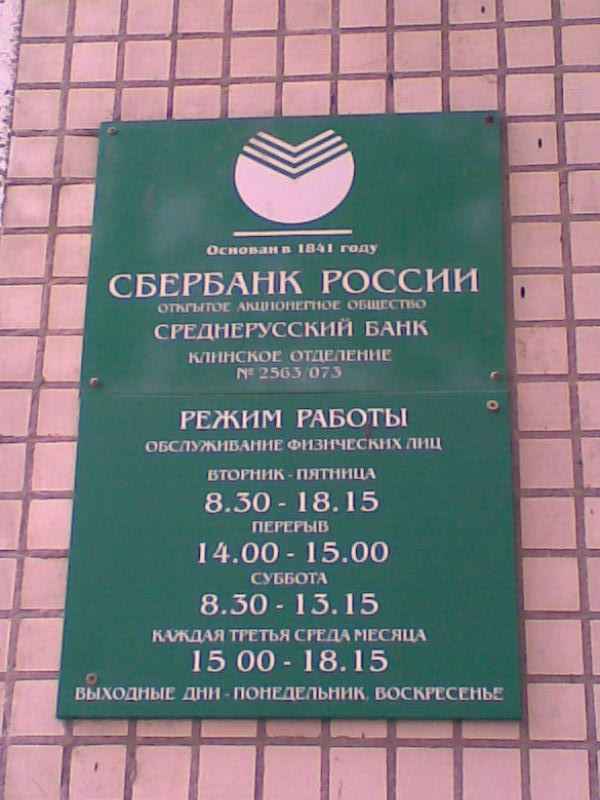 Основан в 1841 году
СБЕРБАНК РОССИИ
ОТКРЫТОЕ АКЦИОНЕРНОЕ ОБЩЕСТВО
СРЕДНЕРУССКИЙ БАНК
КЛИНСКОЕ ОТДЕЛЕНИЕ
№ 2563/073
РЕЖИМ РАБОТЫ
ОБСЛУЖИВАНИЕ ФИЗИЧЕСКИХ ЛИЦ
ВТОРНИК - ПЯТНИЦА
8.30 - 18.15
ПЕРЕРЫВ
14.00 - 15.00
СУББОТА
8.30 - 13.15
КАЖДАЯ ТРЕТЬЯ СРЕДА МЕСЯЦА
15 00 - 18.15
ВЫХОДНЫЕ ДНИ - ПОНЕДЕЛЬНИК, ВОСКРЕСЕНЬЕ